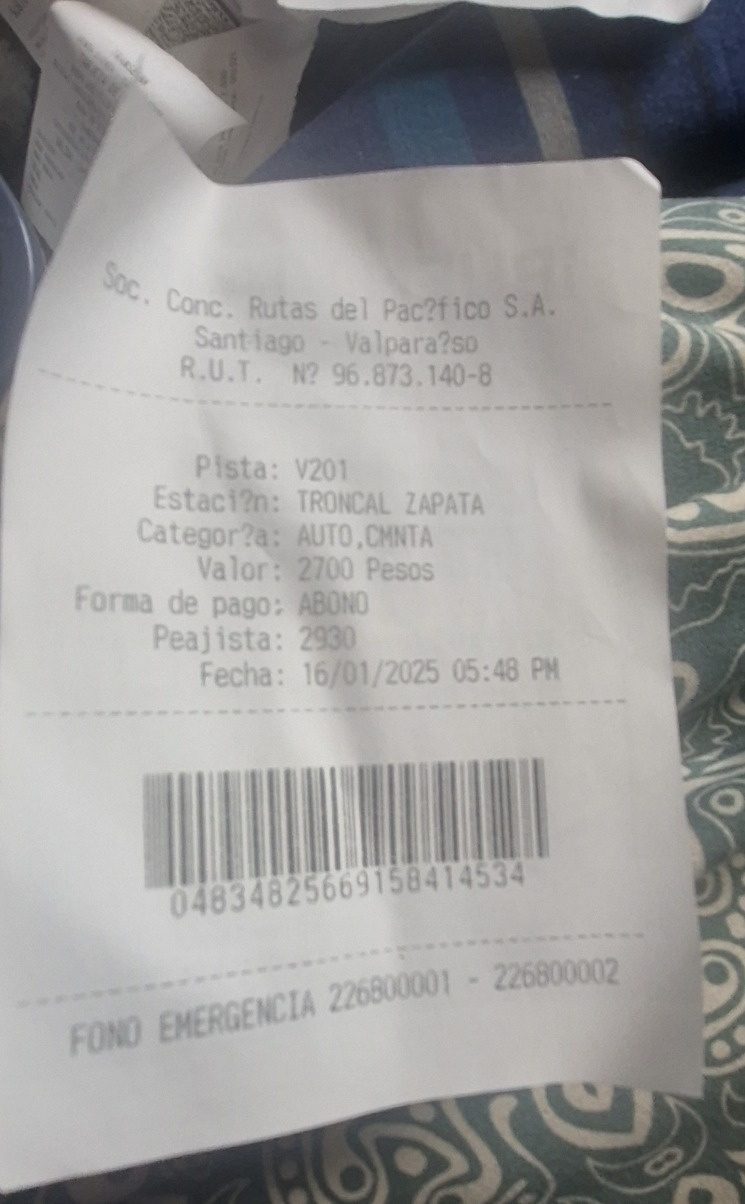 Soc. Conc. Rutas del Pac?fico S.A.
Santiago - Valpara?so
R.U.T. N? 96.873.140-8
Pista: V201
Estaci?n: TRONCAL ZAPATA
Categor?a: AUTO,CMNTA
Valor: 2700 Pesos
Forma de pago: ABONO
Peajista: 2930
Fecha: 16/01/2025 05:48 PM
04834825669158414534
FONO EMERGENCIA 226800001 - 226800002